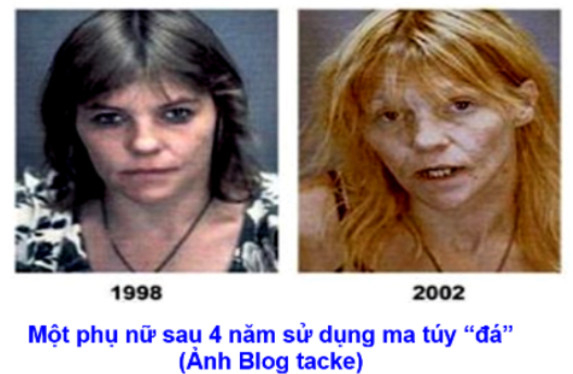 1998
2002
Một phụ nữ sau 4 năm sử dụng ma túy “đá”
(Ảnh Blog tacke)